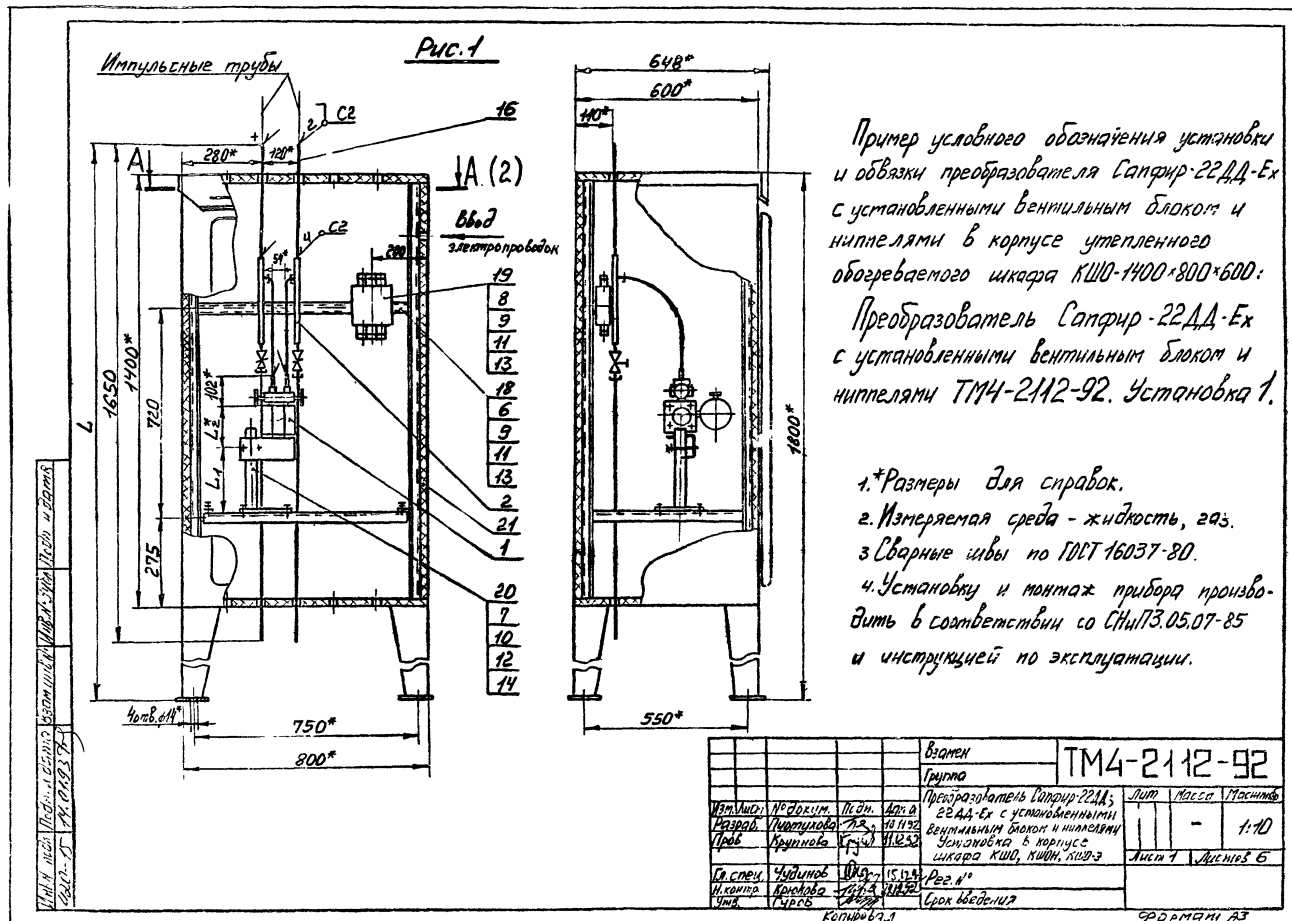 Рис.1
Импульсные трубы
С2
16
280*
120*
А
А (2)
Ввод
электропроводок
200
4
С2
54*
19
8
9
11
13
18
6
9
11
13
2
21
1
20
7
10
12
14
L
1650
1400*
720
275
102*
L2*
L1
4отв.ø14*
750*
800*
648*
600*
110*
1800*
550*
Пример условного обозначения установки
и обвязки преобразователя Сапфир-22ДД-Ex
с установленными вентильным блоком и
ниппелями в корпусе утепленного
обогреваемого шкафа КШО-1400×800×600:
Преобразователь Сапфир-22ДД-Ex
с установленными вентильным блоком и
ниппелями ТМ4-2112-92. Установка 1.
1.*Размеры для справок.
2. Измеряемая среда - жидкость, газ.
3 Сварные швы по ГОСТ 16037-80.
4. Установку и монтаж прибора произво-
дить в соответствии со СНиП3.05.07-85
и инструкцией по эксплуатации.
Взамен
Группа
ТМ4-2112-92
Преобразователь Сапфир-22ДД;
22ДД-Ex с установленными
вентильным блоком и ниппелями
Установка в корпусе
шкафа КШО, КШОН, КШО-Э
Лит Масса Масштаб
- 1:10
Лист 1 Листов 6
Изм. Лист № докум. Подп. Дата
Разраб.
Пров Крупнова
Гл. спец. Чудинов
Н.контр Крюкова
Утв. Гуров
Рег. №
Срок введения
Копировал
Формат А3